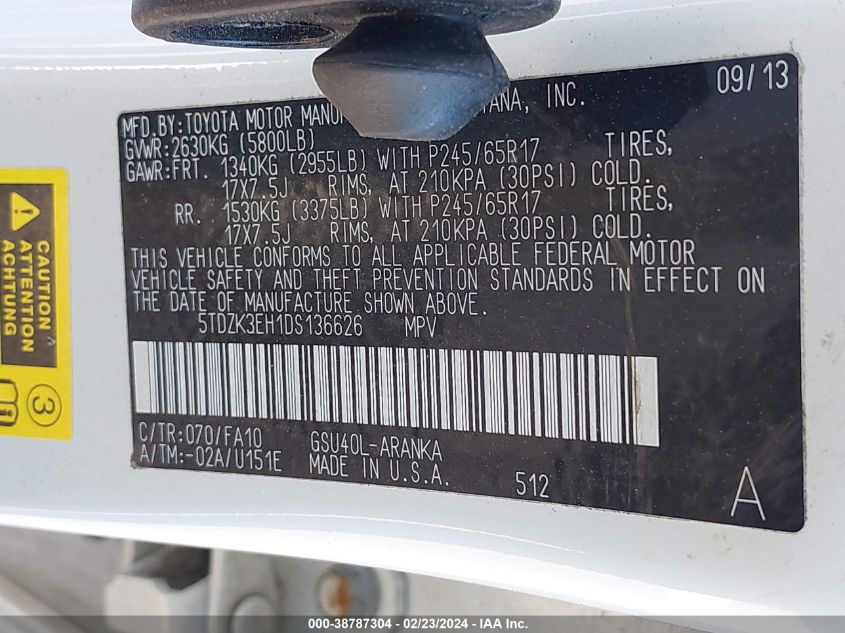 09/13
MFD.BY:TOYOTA MOTOR INC.
GVWR:2630KG (5800LB)
GAWR:FRT. 1340KG (2955LB) WITH P245/65R17 TIRES,
17X7.5J RIMS, AT 210KPA (30PSI) COLD.
RR. 1530KG (3375LB) WITH P245/65R17 TIRES,
17X7.5J RIMS, AT 210KPA (30PSI) COLD.
THIS VEHICLE CONFORMS TO ALL APPLICABLE FEDERAL MOTOR
VEHICLE SAFETY AND THEFT PREVENTION STANDARDS IN EFFECT ON
THE DATE OF MANUFACTURE SHOWN ABOVE.
5TDZK3EH1DS136626 MPV
C/TR:070/FA10 GSU40L-ARANKA
A/TM:-02A/U151E MADE IN U.S.A.
512
A
CAUTION
ATTENTION
ACHTUNG
3
000-38787304 - 02/23/2024 - IAA Inc.